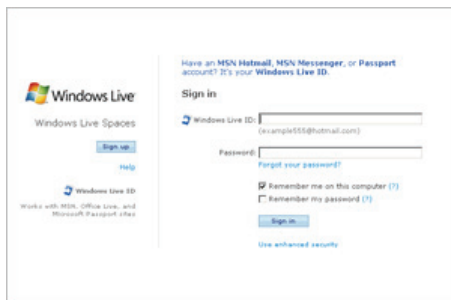 Have an MSN Hotmail, MSN Messenger, or Passport
account? It's your Windows Live ID.
Windows Live
Windows Live Spaces
Sign up
Help
Windows Live ID
Works with MSN, Office Live, and
Microsoft Passport sites
Sign in
Windows Live ID:
(example555@hotmail.com)
Password:
Forgot your password?
Remember me on this computer (?)
Remember my password (?)
Sign in
Use enhanced security